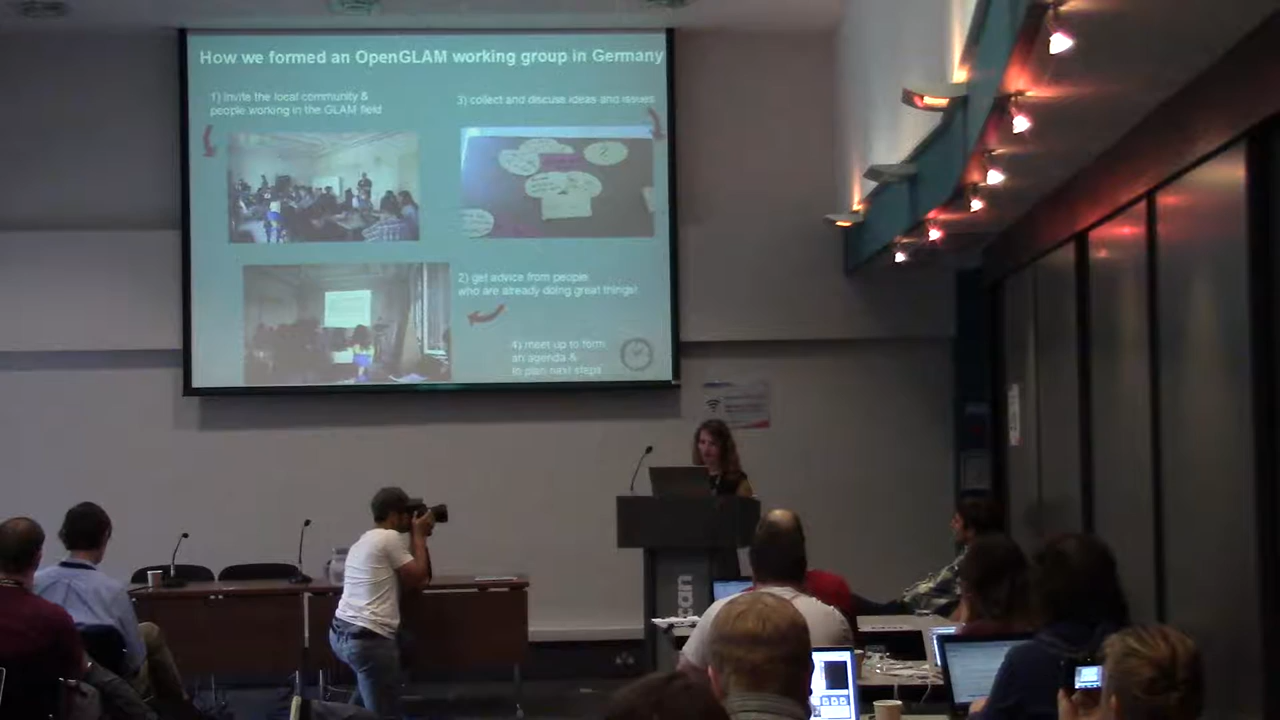 How we formed an OpenGLAM working group in Germany
1) invite the local community &
people working in the GLAM field
3) collect and discuss ideas and issues
2) get advice from people
who are already doing great things!
4) meet up to form
an agenda &
to plan next steps
can